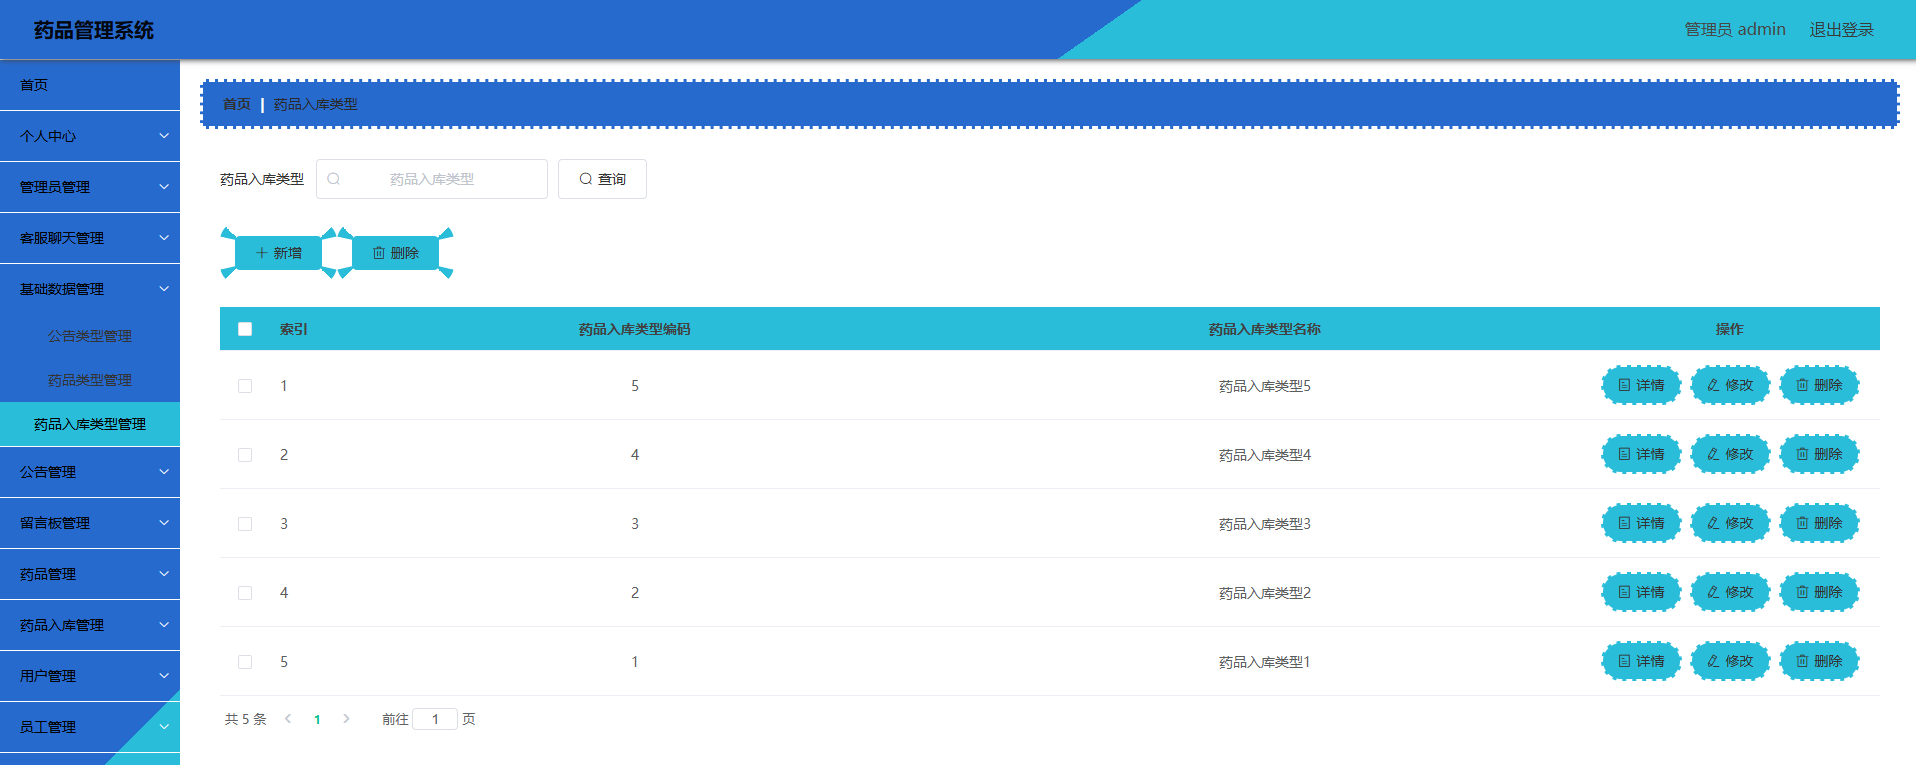 药品管理系统
管理员 admin 退出登录
首页
个人中心
管理员管理
客服聊天管理
基础数据管理
公告类型管理
药品类型管理
药品入库类型管理
公告管理
留言板管理
药品管理
药品入库管理
用户管理
员工管理
首页 | 药品入库类型
药品入库类型 药品入库类型 查询
新增 删除
索引 药品入库类型编码 药品入库类型名称 操作
1 5 药品入库类型5 详情 修改 删除
2 4 药品入库类型4 详情 修改 删除
3 3 药品入库类型3 详情 修改 删除
4 2 药品入库类型2 详情 修改 删除
5 1 药品入库类型1 详情 修改 删除
共 5 条 1 前往 1 页